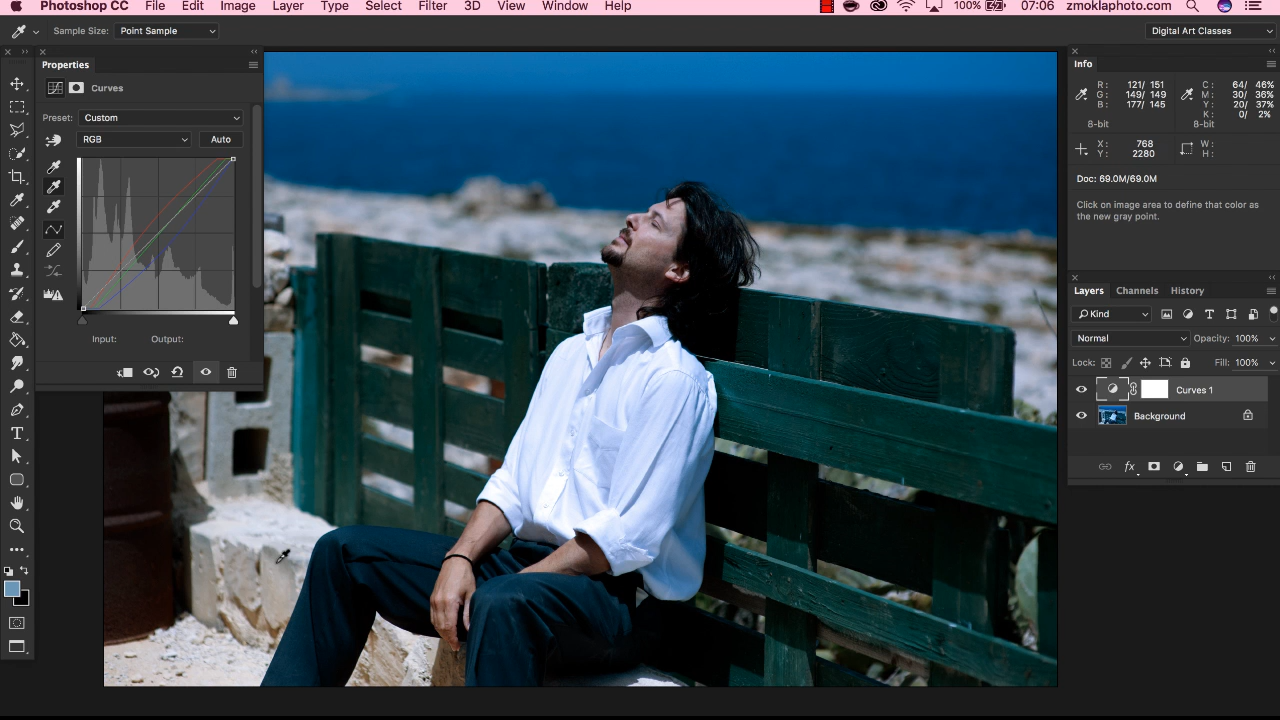 Photoshop CC File Edit Image Layer Type Select Filter 3D View Window Help 100% 07:06 zmoklaphoto.com
Sample Size: Point Sample Digital Art Classes
Properties
Curves
Preset: Custom
RGB Auto
Input: Output:
T
Info
R: 121/ 151 C: 64/ 46%
G: 149/ 149 M: 30/ 36%
B: 177/ 145 Y: 20/ 37%
K: 0/ 2%
8-bit 8-bit
X: 768 W:
Y: 2280 H:
Doc: 69.0M/69.0M
Click on image area to define that color as
the new gray point.
Layers Channels History
Kind T
Normal Opacity: 100%
Lock: Fill: 100%
Curves 1
Background
fx